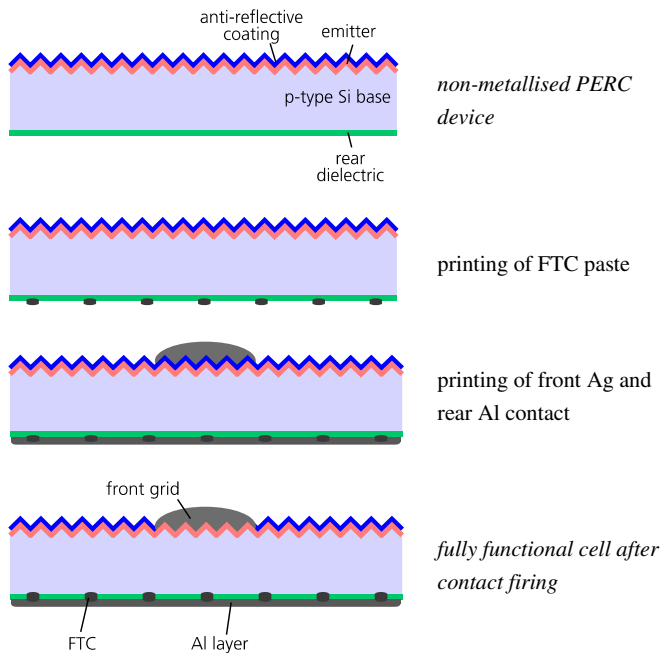 anti-reflective
coating
emitter
p-type Si base
rear
dielectric
non-metallised PERC
device
printing of FTC paste
printing of front Ag and
rear Al contact
front grid
fully functional cell after
contact firing
FTC
Al layer